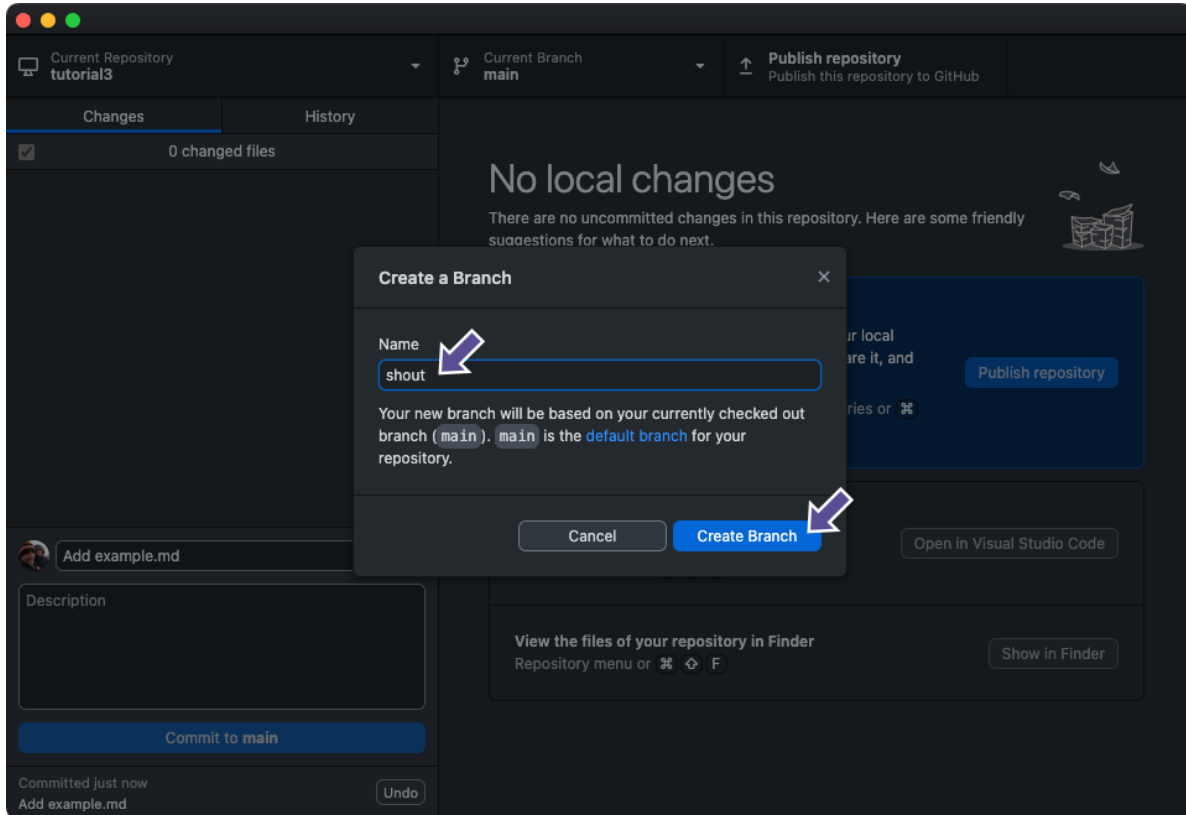 Current Repository
tutorial3
Current Branch
main
Publish repository
Publish this repository to GitHub
Changes
History
0 changed files
No local changes
There are no uncommitted changes in this repository. Here are some friendly
suggestions for what to do next.
Create a Branch
Name
shout
Your new branch will be based on your currently checked out
branch (main). main is the default branch for your
repository.
Cancel
Create Branch
ur local
are it, and
Publish repository
ries or ⌘
Open in Visual Studio Code
View the files of your repository in Finder
Repository menu or ⌘ ⇧ F
Show in Finder
Add example.md
Description
Commit to main
Committed just now
Add example.md
Undo